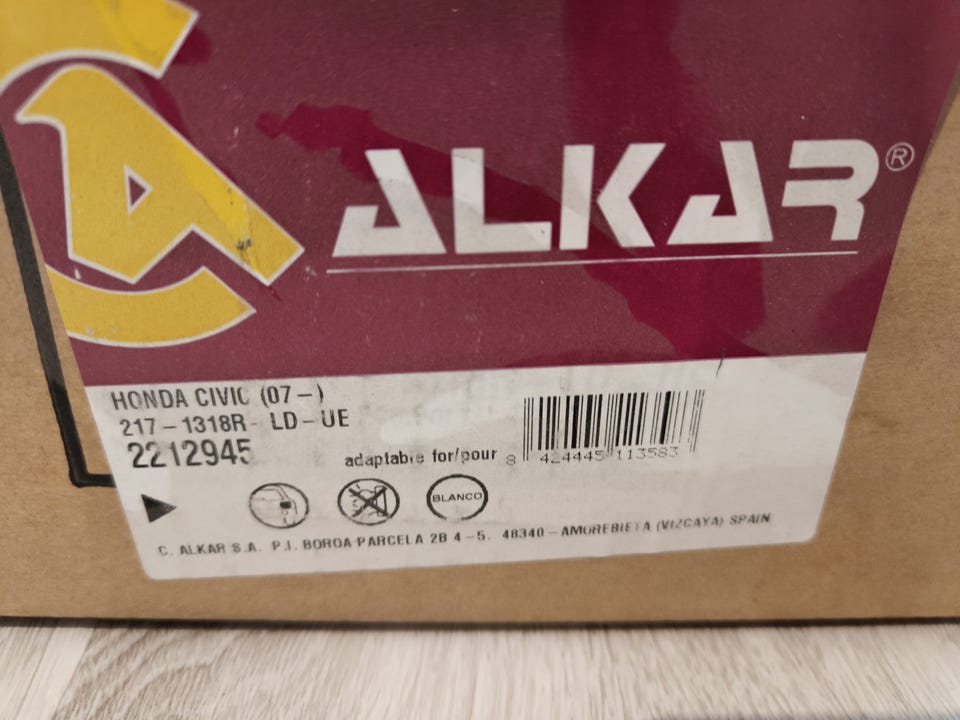 ALKAR®
HONDA CIVIC (07-)
217-1318R- LD-UE
2212945
adaptable for/pour
8 424445 113583
BLANCO
C. ALKAR S.A. P.I. BOROA PARCELA 2B 4-5. 48340-AMOREBIETA (VIZCAYA) SPAIN